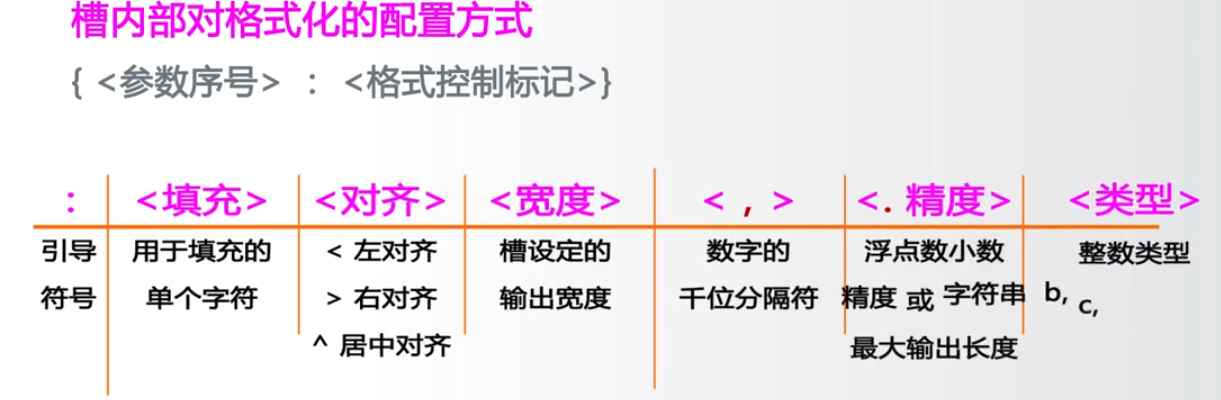 槽内部对格式化的配置方式
{ <参数序号> : <格式控制标记>}
: <填充> <对齐> <宽度> < , > <. 精度> <类型>
引导 用于填充的 < 左对齐 槽设定的 数字的 浮点数小数 整数类型
符号 单个字符 > 右对齐 输出宽度 千位分隔符 精度 或 字符串 b, c,
^ 居中对齐 最大输出长度